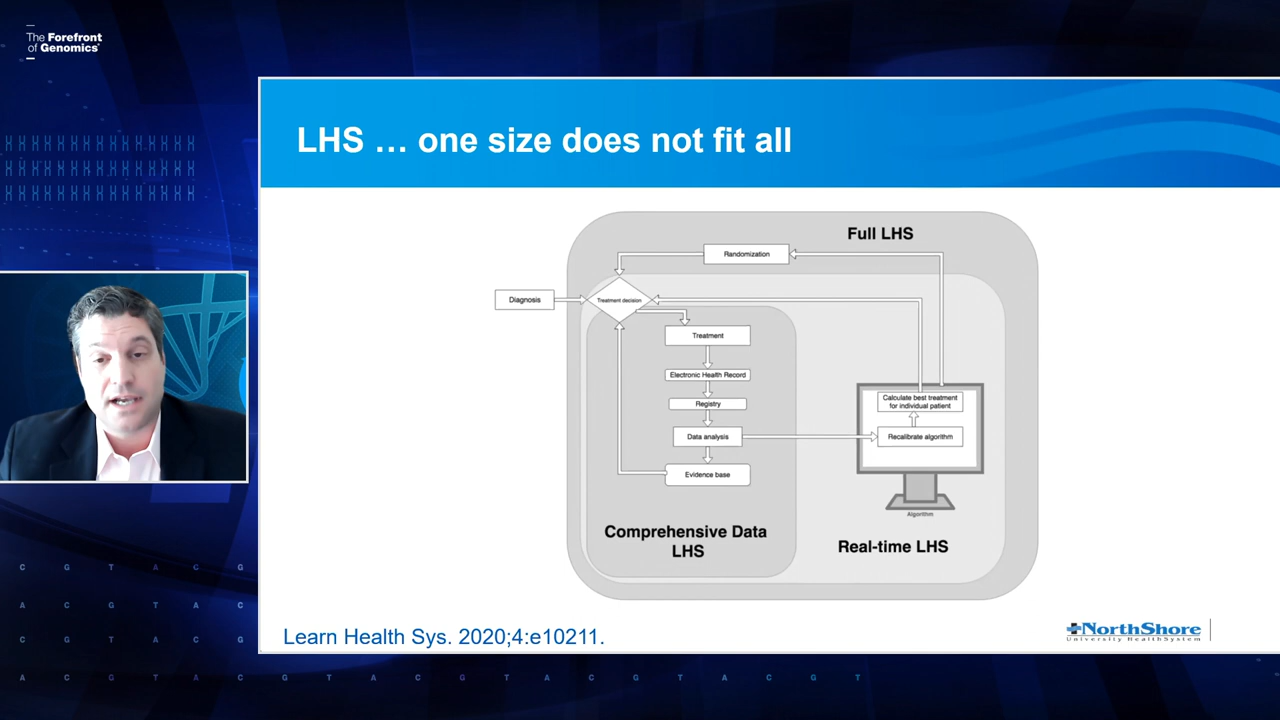 The Forefront
of Genomics®
LHS … one size does not fit all
Full LHS
Randomization
Diagnosis
Treatment decision
Treatment
Electronic Health Record
Registry
Data analysis
Evidence base
Calculate best treatment
for individual patient
Recalibrate algorithm
Algorithm
Comprehensive Data
LHS
Real-time LHS
Learn Health Sys. 2020;4:e10211.
NorthShore
University HealthSystem
C G T A C G
A C G T A C
C G T A C G
A C G T A C G T A C G T A C G T A C G T